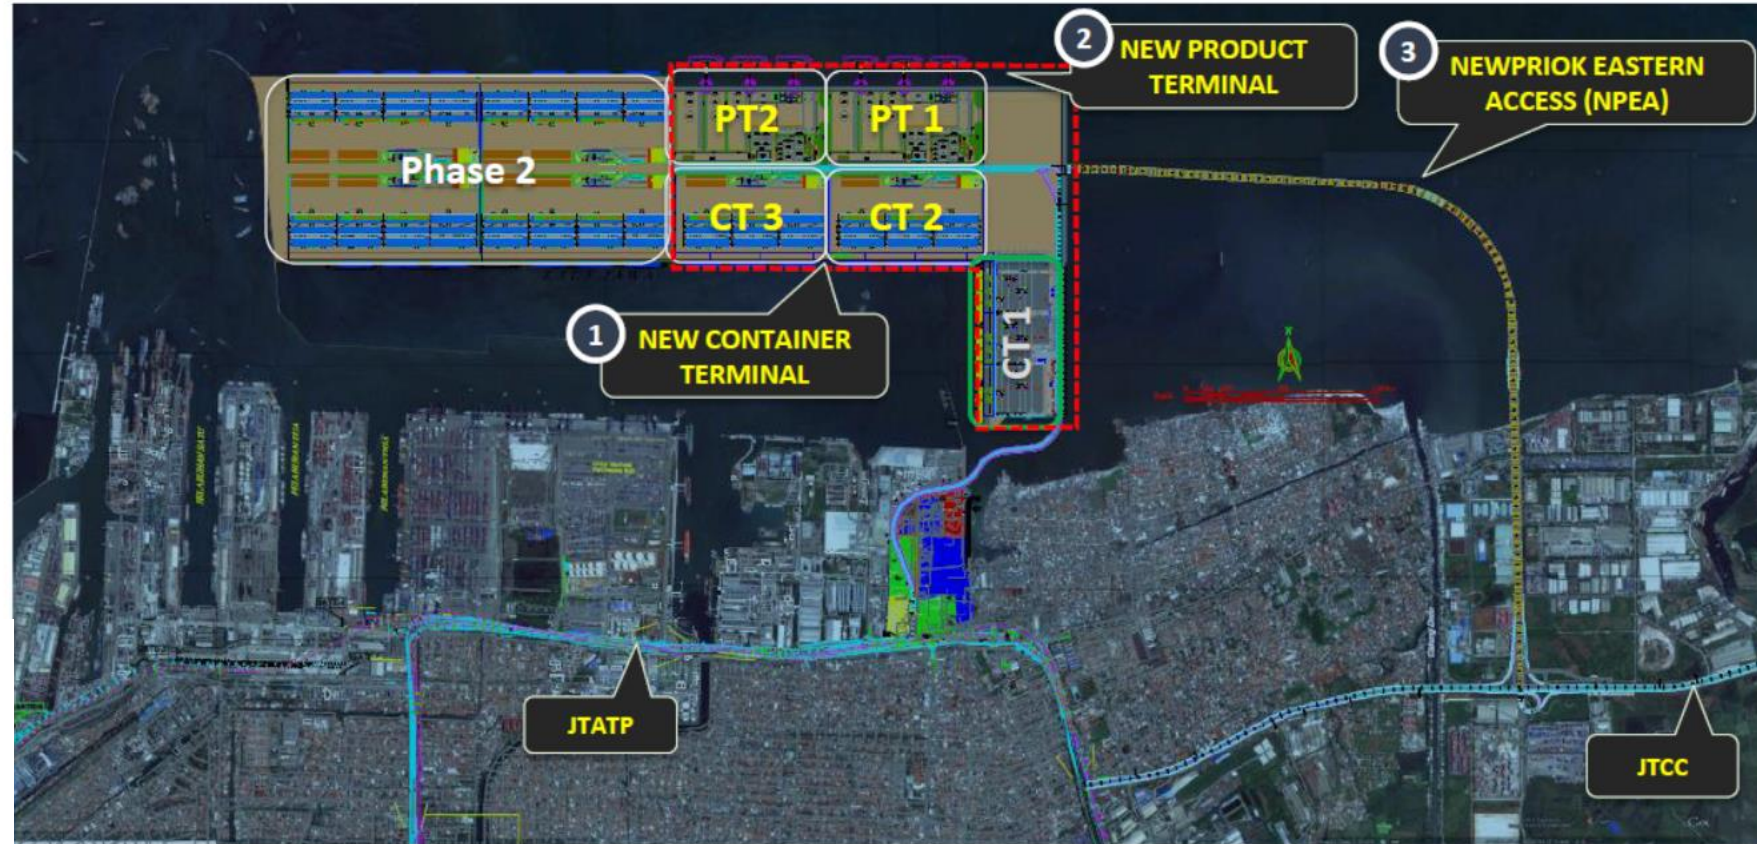 2
NEW PRODUCT
TERMINAL
3
NEWPRIOK EASTERN
ACCESS (NPEA)
PT2
PT 1
Phase 2
CT 3
CT 2
1
NEW CONTAINER
TERMINAL
CT 1
JTATP
JTCC